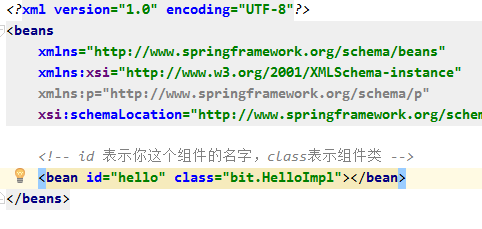 <?xml version="1.0" encoding="UTF-8"?>
<beans
xmlns="http://www.springframework.org/schema/beans"
xmlns:xsi="http://www.w3.org/2001/XMLSchema-instance"
xmlns:p="http://www.springframework.org/schema/p"
xsi:schemaLocation="http://www.springframework.org/schem
<!-- id 表示你这个组件的名字，class表示组件类 -->
<bean id="hello" class="bit.HelloImpl"></bean>
</beans>